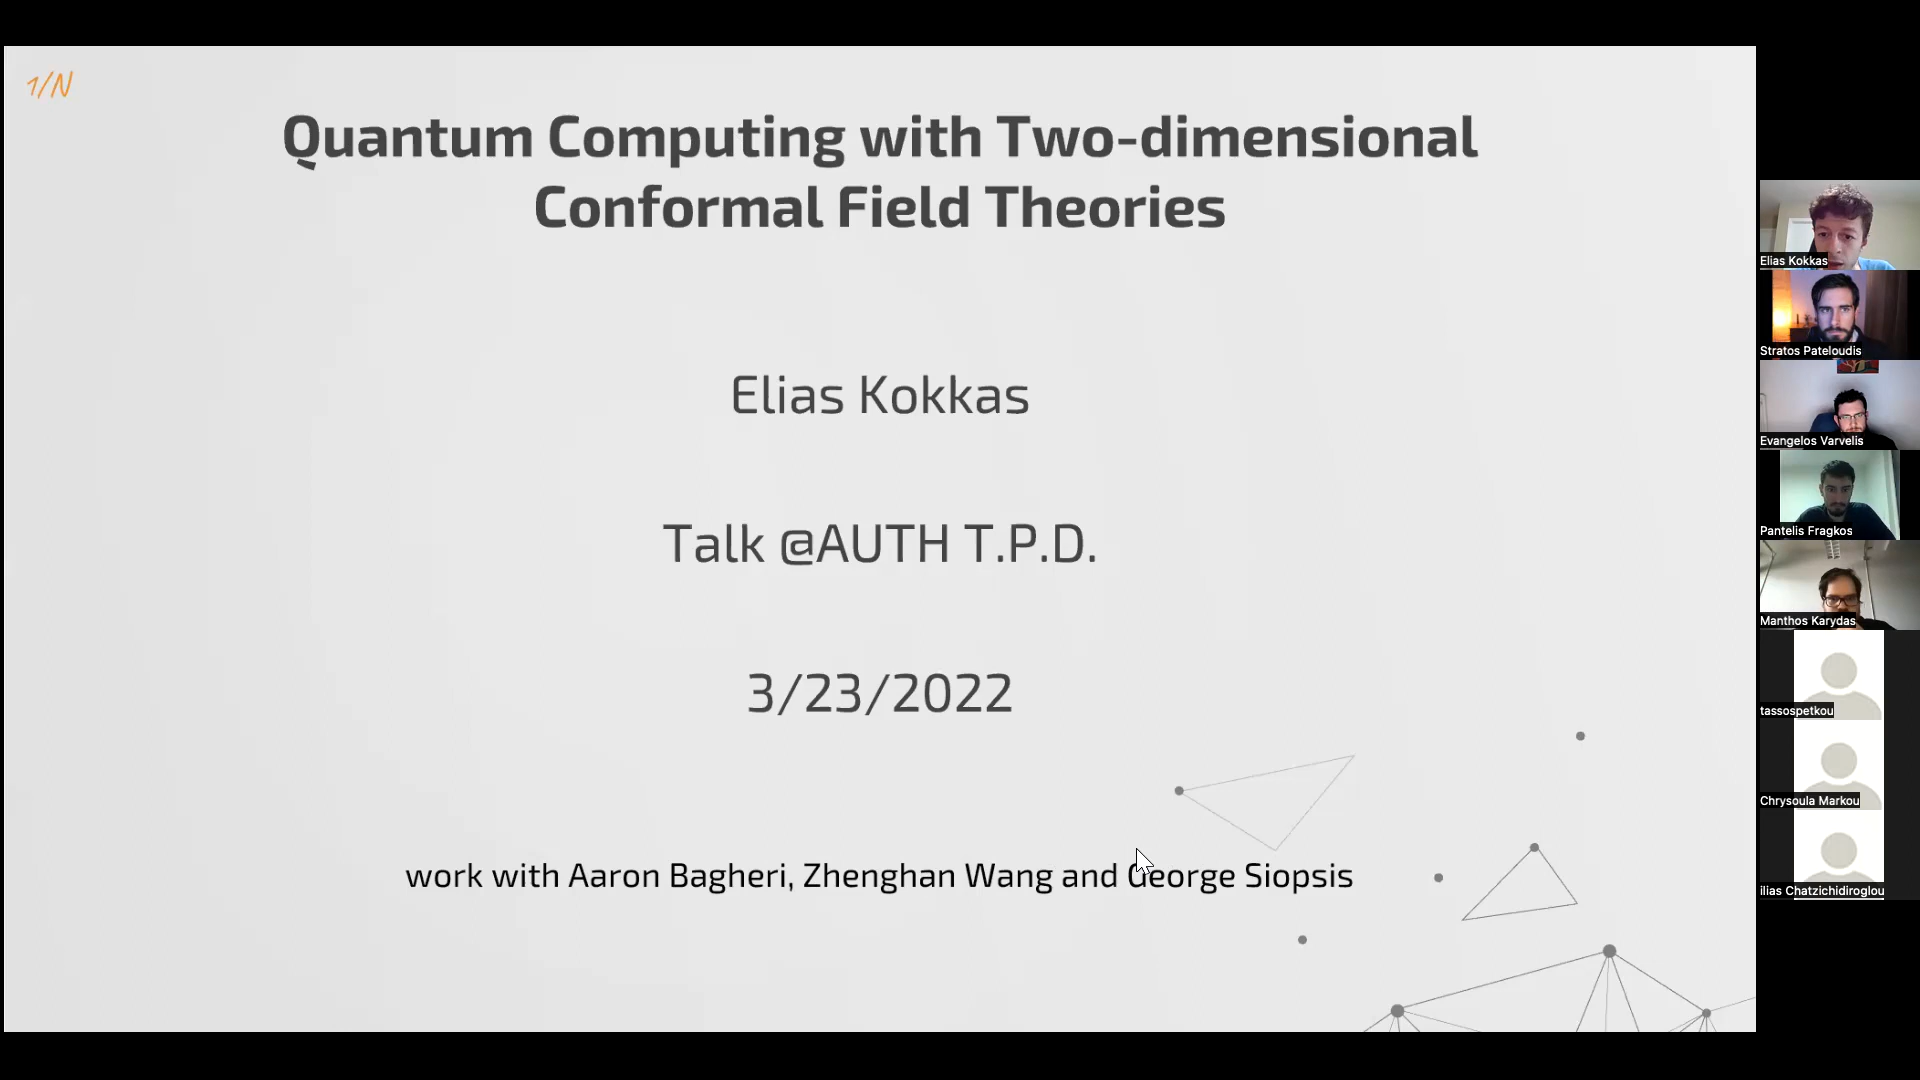 1/N
Quantum Computing with Two-dimensional
Conformal Field Theories
Elias Kokkas
Talk @AUTH T.P.D.
3/23/2022
work with Aaron Bagheri, Zhenghan Wang and George Siopsis
Elias Kokkas
Stratos Pateloudis
Evangelos Varvelis
Pantelis Fragkos
Manthos Karydas
tassospetkou
Chrysoula Markou
ilias Chatzichidiroglou